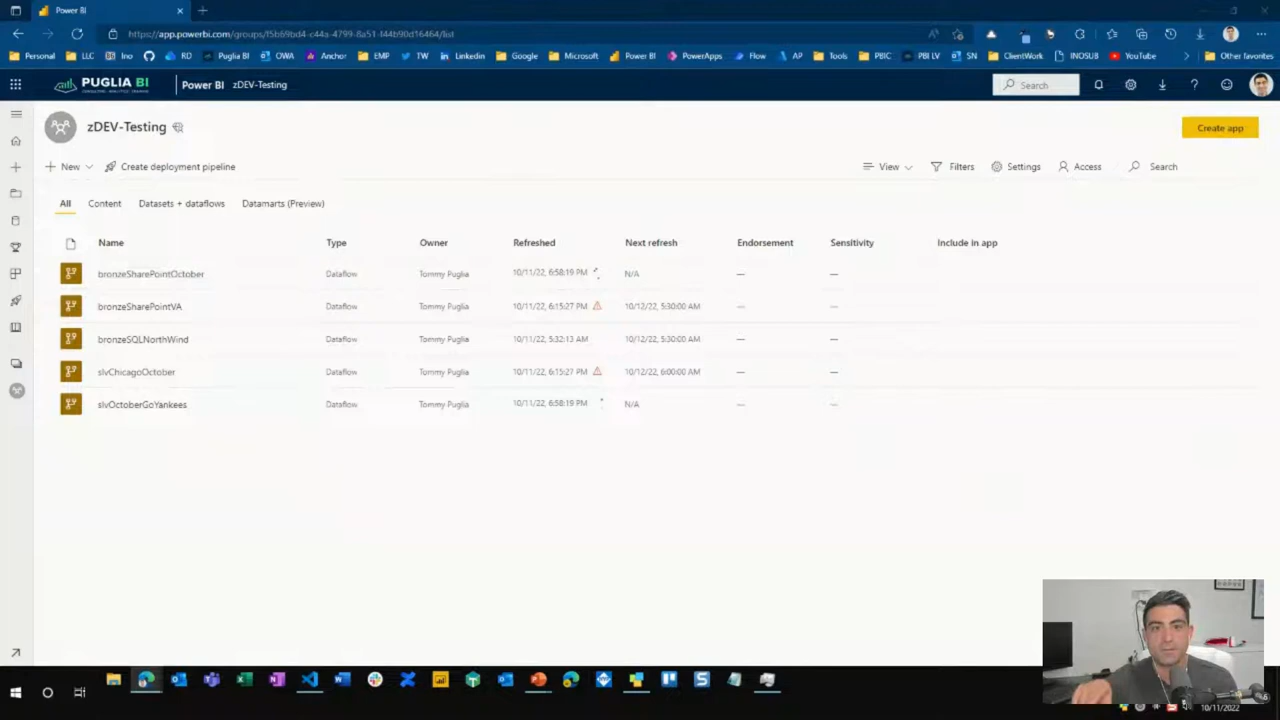 Power BI
https://app.powerbi.com/groups/f5b69bd4-c44a-4799-8a51-f44b90d16464/list
Personal LLC Ino RD Puglia BI OWA Anchor EMP TW Linkedin Google Microsoft Power BI PowerApps Flow AP Tools PBIC PBI LV SN ClientWork INOSUB YouTube Other favorites
PUGLIA BI Power BI zDEV-Testing Search
zDEV-Testing
Create app
New Create deployment pipeline View Filters Settings Access Search
All Content Datasets + dataflows Datamarts (Preview)
Name Type Owner Refreshed Next refresh Endorsement Sensitivity Include in app
bronzeSharePointOctober Dataflow Tommy Puglia 10/11/22, 6:58:19 PM N/A — —
bronzeSharePointVA Dataflow Tommy Puglia 10/11/22, 6:15:27 PM 10/12/22, 5:30:00 AM — —
bronzeSQLNorthWind Dataflow Tommy Puglia 10/11/22, 5:32:13 AM 10/12/22, 5:30:00 AM — —
slvChicagoOctober Dataflow Tommy Puglia 10/11/22, 6:15:27 PM 10/12/22, 6:00:00 AM — —
slvOctoberGoYankees Dataflow Tommy Puglia 10/11/22, 6:58:19 PM N/A — —
10/11/2022